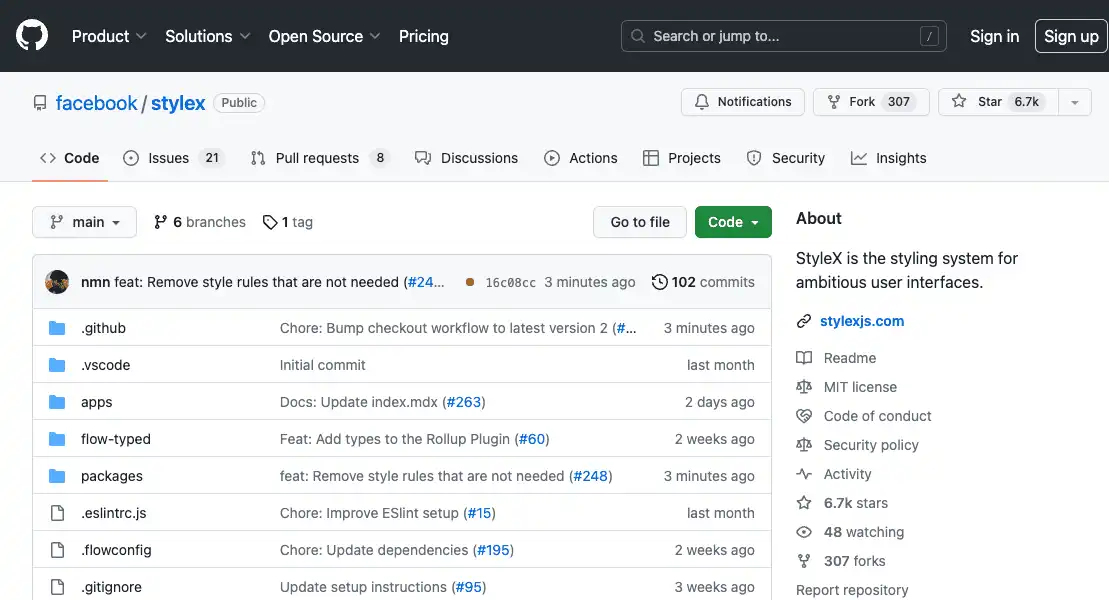 Product Solutions Open Source Pricing Search or jump to... / Sign in Sign up
facebook / stylex Public Notifications Fork 307 Star 6.7k
Code Issues 21 Pull requests 8 Discussions Actions Projects Security Insights
main 6 branches 1 tag Go to file Code
nmn feat: Remove style rules that are not needed (#24... 16c08cc 3 minutes ago 102 commits
.github Chore: Bump checkout workflow to latest version 2 (#... 3 minutes ago
.vscode Initial commit last month
apps Docs: Update index.mdx (#263) 2 days ago
flow-typed Feat: Add types to the Rollup Plugin (#60) 2 weeks ago
packages feat: Remove style rules that are not needed (#248) 3 minutes ago
.eslintrc.js Chore: Improve ESlint setup (#15) last month
.flowconfig Chore: Update dependencies (#195) 2 weeks ago
.gitignore Update setup instructions (#95) 3 weeks ago
About
StyleX is the styling system for
ambitious user interfaces.
stylexjs.com
Readme
MIT license
Code of conduct
Security policy
Activity
6.7k stars
48 watching
307 forks
Report repository